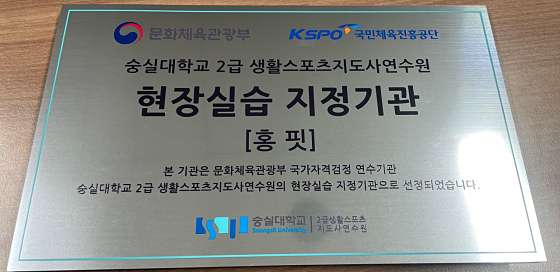 문화체육관광부 KSPO 국민체육진흥공단
숭실대학교 2급 생활스포츠지도사연수원
현장실습 지정기관
[홍 핏]
본 기관은 문화체육관광부 국가자격검정 연수기관
숭실대학교 2급 생활스포츠지도사연수원의 현장실습 지정기관으로 선정되었습니다.
숭실대학교 2급생활스포츠
Soongsil University 지도사연수원